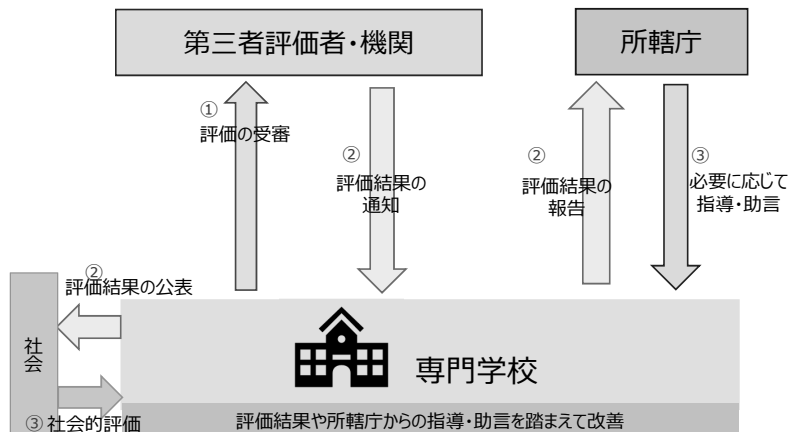 第三者評価者・機関
所轄庁
①
評価の受審
②
評価結果の
通知
②
評価結果の
報告
③
必要に応じて
指導・助言
②
評価結果の公表
社会
専門学校
③ 社会的評価
評価結果や所轄庁からの指導・助言を踏まえて改善